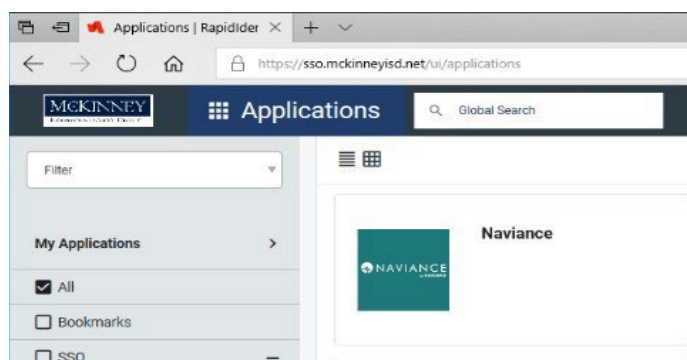 Applications | RapidIder
https://sso.mckinneyisd.net/ui/applications
MCKINNEY
Applications
Global Search
Filter
My Applications
All
Bookmarks
SSO
Naviance
NAVIANCE